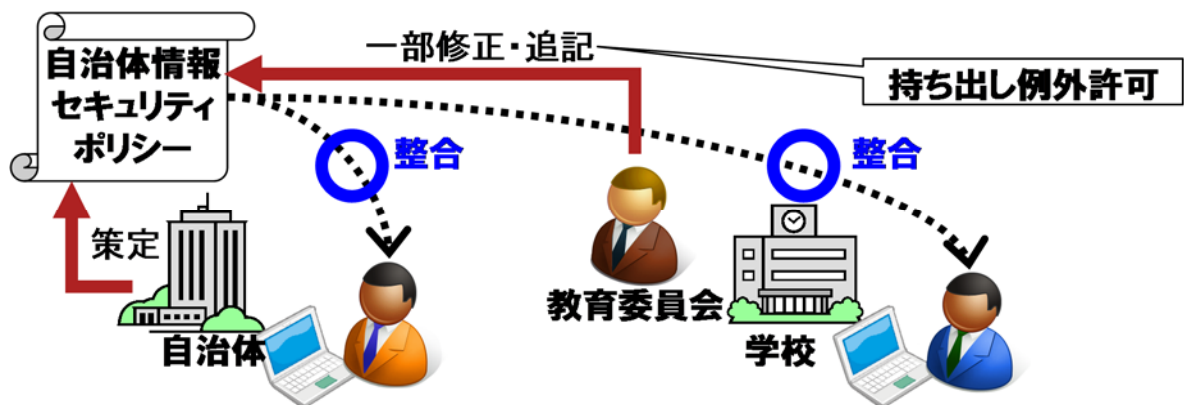 自治体情報
セキュリティ
ポリシー
一部修正・追記
持ち出し例外許可
整合
整合
策定
自治体
教育委員会
学校